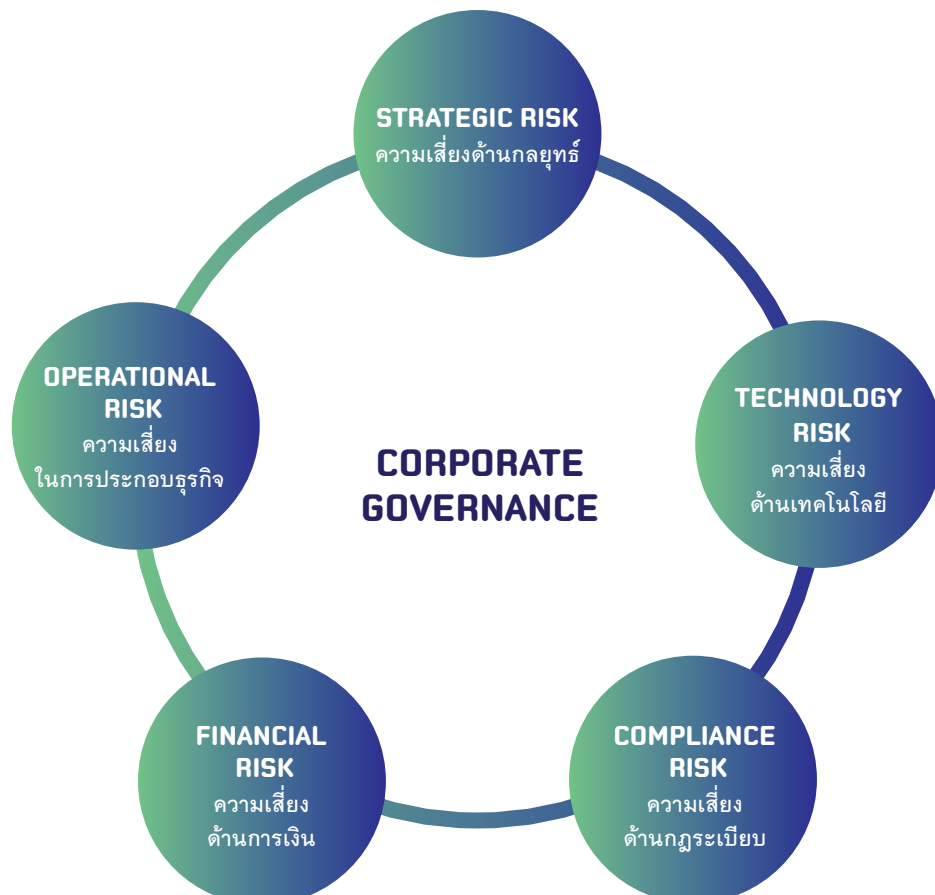 STRATEGIC RISK
ความเสี่ยงด้านกลยุทธ์
OPERATIONAL
RISK
ความเสี่ยง
ในการประกอบธุรกิจ
TECHNOLOGY
RISK
ความเสี่ยง
ด้านเทคโนโลยี
CORPORATE
GOVERNANCE
FINANCIAL
RISK
ความเสี่ยง
ด้านการเงิน
COMPLIANCE
RISK
ความเสี่ยง
ด้านกฎระเบียบ